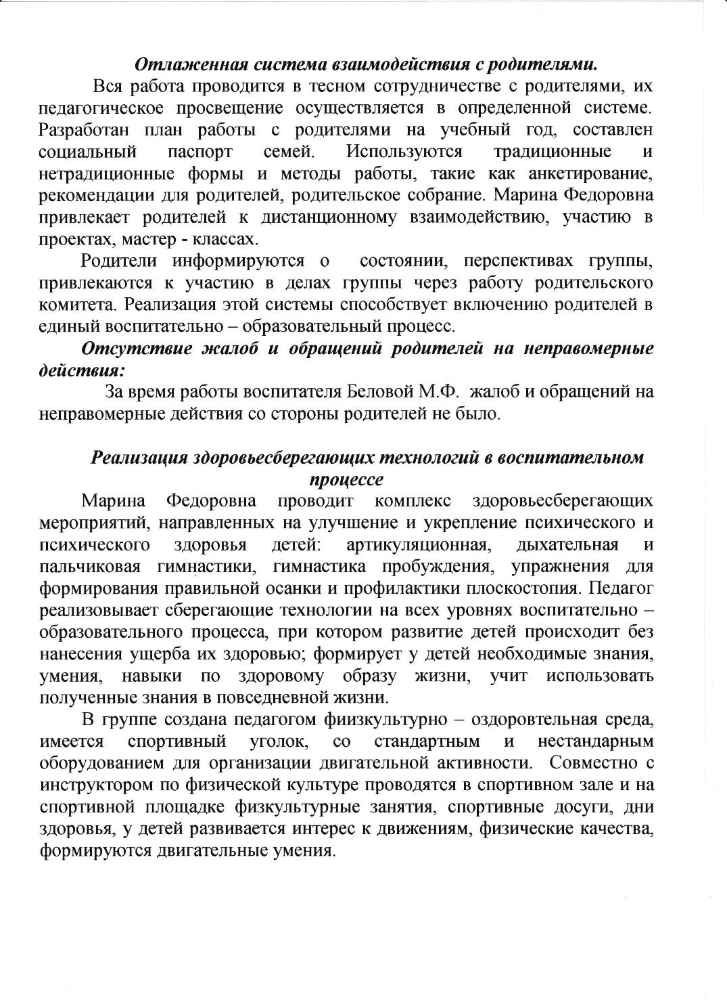 Отлаженная система взаимодействия с родителями.
Вся работа проводится в тесном сотрудничестве с родителями, их
педагогическое просвещение осуществляется в определенной системе.
Разработан план работы с родителями на учебный год, составлен
социальный паспорт семей. Используются традиционные и
нетрадиционные формы и методы работы, такие как анкетирование,
рекомендации для родителей, родительское собрание. Марина Федоровна
привлекает родителей к дистанционному взаимодействию, участию в
проектах, мастер - классах.
Родители информируются о состоянии, перспективах группы,
привлекаются к участию в делах группы через работу родительского
комитета. Реализация этой системы способствует включению родителей в
единый воспитательно – образовательный процесс.
Отсутствие жалоб и обращений родителей на неправомерные
действия:
За время работы воспитателя Беловой М.Ф. жалоб и обращений на
неправомерные действия со стороны родителей не было.
Реализация здоровьесберегающих технологий в воспитательном
процессе
Марина Федоровна проводит комплекс здоровьесберегающих
мероприятий, направленных на улучшение и укрепление психического и
психического здоровья детей: артикуляционная, дыхательная и
пальчиковая гимнастики, гимнастика пробуждения, упражнения для
формирования правильной осанки и профилактики плоскостопия. Педагог
реализовывает сберегающие технологии на всех уровнях воспитательно –
образовательного процесса, при котором развитие детей происходит без
нанесения ущерба их здоровью; формирует у детей необходимые знания,
умения, навыки по здоровому образу жизни, учит использовать
полученные знания в повседневной жизни.
В группе создана педагогом фиизкультурно – оздоровтельная среда,
имеется спортивный уголок, со стандартным и нестандарным
оборудованием для организации двигательной активности. Совместно с
инструктором по физической культуре проводятся в спортивном зале и на
спортивной площадке физкультурные занятия, спортивные досуги, дни
здоровья, у детей развивается интерес к движениям, физические качества,
формируются двигательные умения.